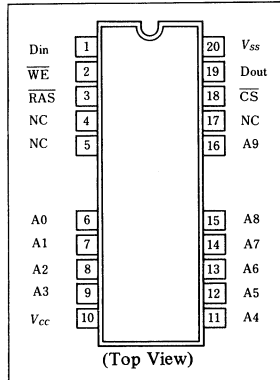 Din 1 20 Vss
WE 2 19 Dout
RAS 3 18 CS
NC 4 17 NC
NC 5 16 A9
A0 6 15 A8
A1 7 14 A7
A2 8 13 A6
A3 9 12 A5
Vcc 10 11 A4
(Top View)